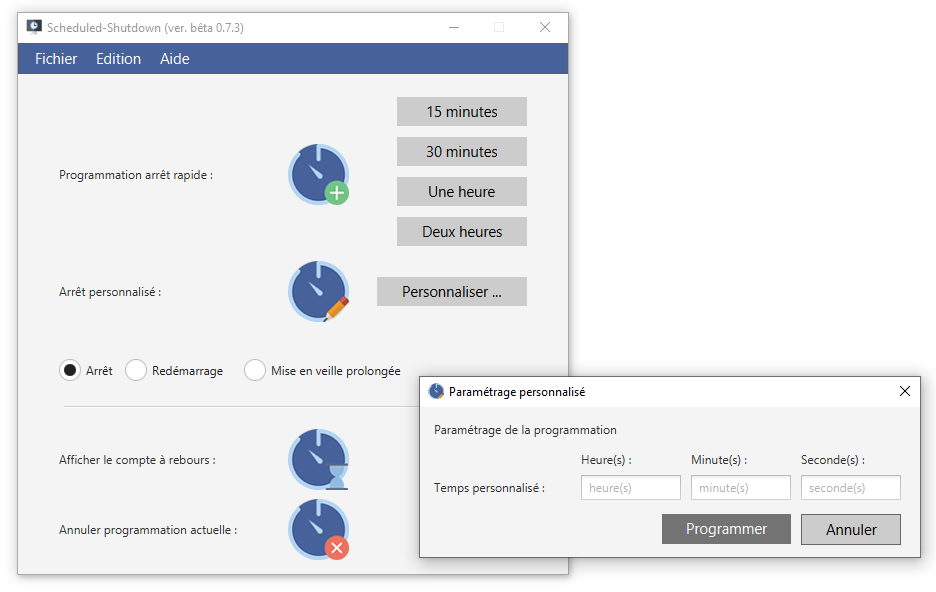 Scheduled-Shutdown (ver. bêta 0.7.3)
Fichier Edition Aide
15 minutes
30 minutes
Programmation arrêt rapide :
Une heure
Deux heures
Arrêt personnalisé :
Personnaliser ...
Arrêt Redémarrage Mise en veille prolongée
Afficher le compte à rebours :
Annuler programmation actuelle :
Paramétrage personnalisé
Paramétrage de la programmation
Heure(s) : Minute(s) : Seconde(s) :
Temps personnalisé : heure(s) minute(s) seconde(s)
Programmer Annuler